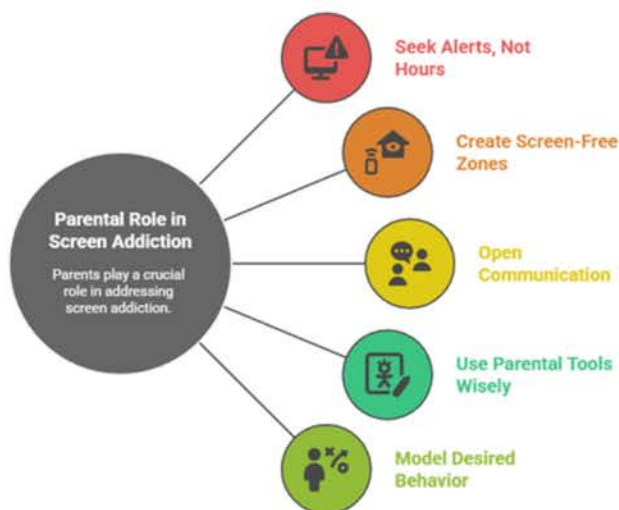 Parental Role in
Screen Addiction
Parents play a crucial
role in addressing
screen addiction.
Seek Alerts, Not
Hours
Create Screen-Free
Zones
Open
Communication
Use Parental Tools
Wisely
Model Desired
Behavior